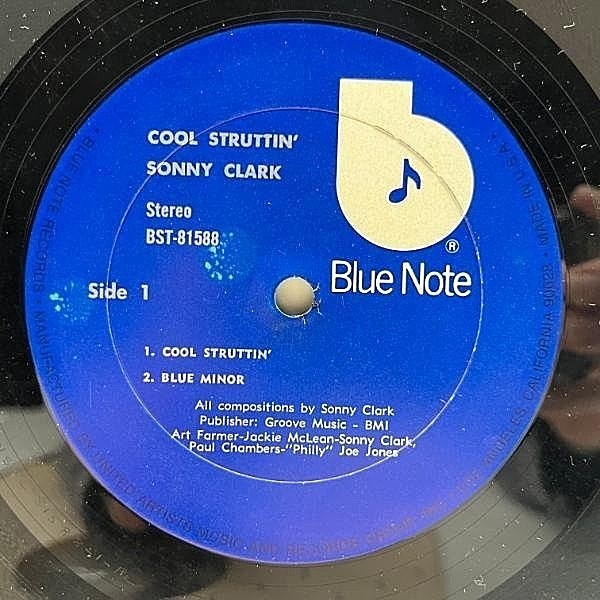 COOL STRUTTIN'
SONNY CLARK
Stereo
BST-81588
Side 1
b
®
Blue Note
1. COOL STRUTTIN'
2. BLUE MINOR
All compositions by Sonny Clark
Publisher: Groove Music - BMI
Art Farmer-Jackie McLean-Sonny Clark,
Paul Chambers-"Philly" Joe Jones
• BLUE NOTE RECORDS • MANUFACTURED BY UNITED ARTISTS MUSIC AND RECORDS GROUP, INC., LOS ANGELES, CALIFORNIA 90028 • MADE IN U.S.A. •